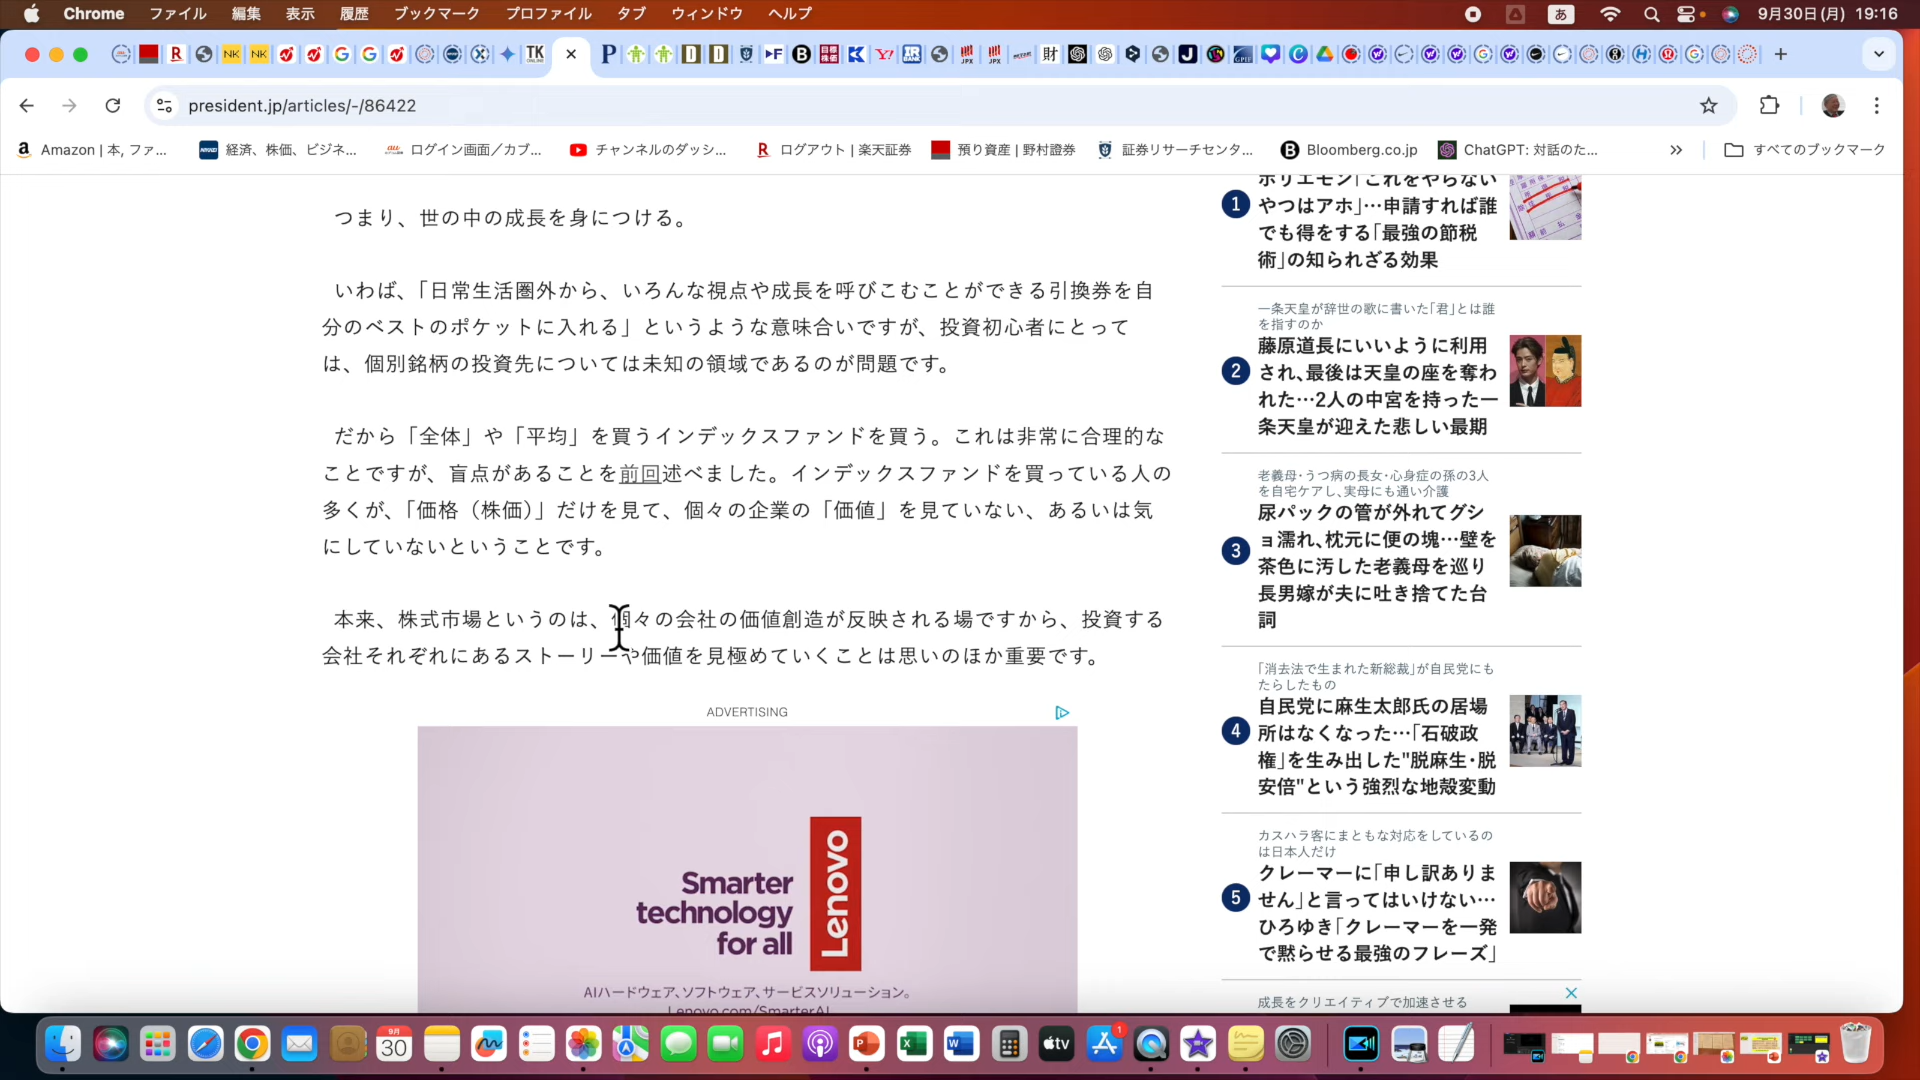 Chrome ファイル 編集 表示 履歴 ブックマーク プロファイル タブ ウィンドウ ヘルプ あ 9月30日(月) 19:16
president.jp/articles/-/86422
Amazon | 本, ファ... 経済、株価、ビジネ... ログイン画面／カブ... チャンネルのダッシ... ログアウト | 楽天証券 預り資産 | 野村證券 証券リサーチセンタ... Bloomberg.co.jp ChatGPT: 対話のた... すべてのブックマーク
つまり、世の中の成長を身につける。
いわば、「日常生活圏外から、いろんな視点や成長を呼びこむことができる引換券を自
分のベストのポケットに入れる」というような意味合いですが、投資初心者にとって
は、個別銘柄の投資先については未知の領域であるのが問題です。
だから「全体」や「平均」を買うインデックスファンドを買う。これは非常に合理的な
ことですが、盲点があることを前回述べました。インデックスファンドを買っている人の
多くが、「価格（株価）」だけを見て、個々の企業の「価値」を見ていない、あるいは気
にしていないということです。
本来、株式市場というのは、個々の会社の価値創造が反映される場ですから、投資する
会社それぞれにあるストーリーや価値を見極めていくことは思いのほか重要です。
ADVERTISING
Smarter
technology
for all
Lenovo
AIハードウェア、ソフトウェア、サービスソリューション。
Lenovo.com/SmarterAI
1
ホリエモン「これをやらない
やつはアホ」…申請すれば誰
でも得をする「最強の節税
術」の知られざる効果
一条天皇が辞世の歌に書いた「君」とは誰
を指すのか
2
藤原道長にいいように利用
され、最後は天皇の座を奪わ
れた…2人の中宮を持った一
条天皇が迎えた悲しい最期
老義母・うつ病の長女・心身症の孫の3人
を自宅ケアし、実母にも通い介護
3
尿パックの管が外れてグシ
ョ濡れ、枕元に便の塊…壁を
茶色に汚した老義母を巡り
長男嫁が夫に吐き捨てた台
詞
「消去法で生まれた新総裁」が自民党にも
たらしたもの
4
自民党に麻生太郎氏の居場
所はなくなった…「石破政
権」を生み出した"脱麻生・脱
安倍"という強烈な地殻変動
カスハラ客にまともな対応をしているの
は日本人だけ
5
クレーマーに「申し訳ありま
せん」と言ってはいけない…
ひろゆき「クレーマーを一発
で黙らせる最強のフレーズ」
成長をクリエイティブで加速させる
9月
30
tv
1